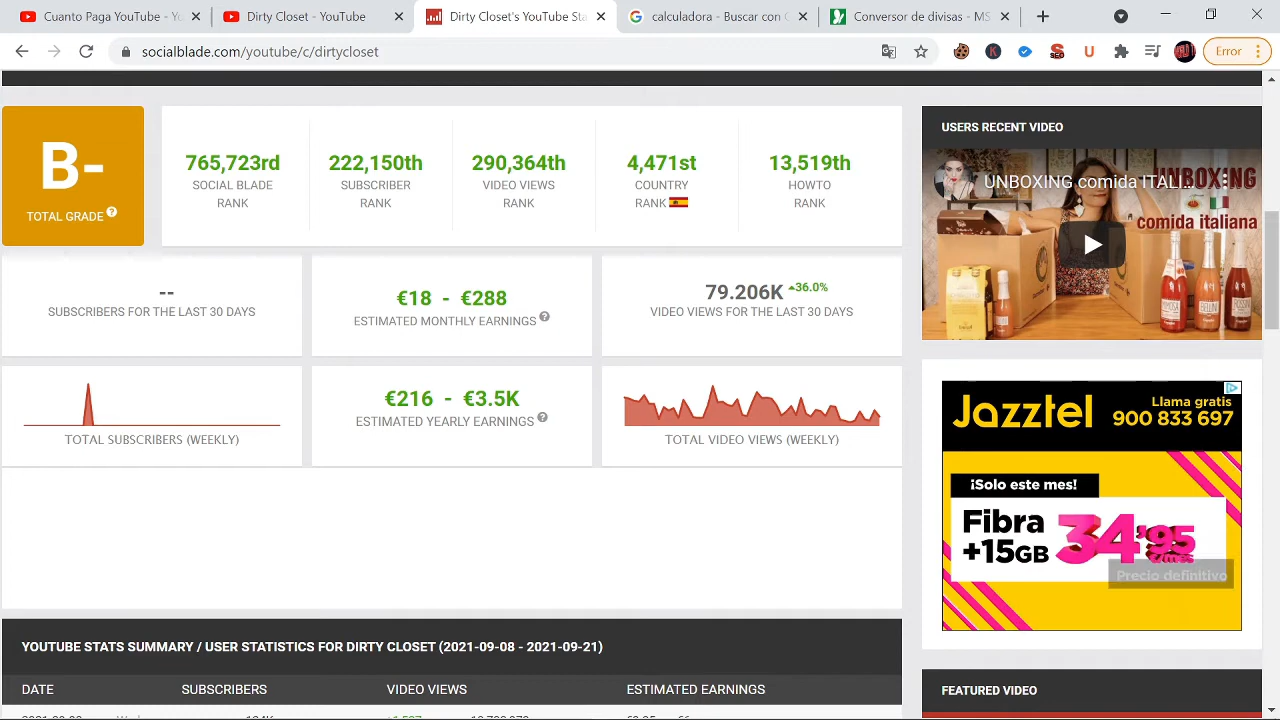 Cuanto Paga YouTube - Yo
Dirty Closet - YouTube
Dirty Closet's YouTube Sta
calculadora - Buscar con G
Conversor de divisas - MS
socialblade.com/youtube/c/dirtycloset
Error
B-
TOTAL GRADE
765,723rd
SOCIAL BLADE
RANK
222,150th
SUBSCRIBER
RANK
290,364th
VIDEO VIEWS
RANK
4,471st
COUNTRY
RANK
13,519th
HOWTO
RANK
--
SUBSCRIBERS FOR THE LAST 30 DAYS
€18 - €288
ESTIMATED MONTHLY EARNINGS
79.206K 36.0%
VIDEO VIEWS FOR THE LAST 30 DAYS
TOTAL SUBSCRIBERS (WEEKLY)
€216 - €3.5K
ESTIMATED YEARLY EARNINGS
TOTAL VIDEO VIEWS (WEEKLY)
YOUTUBE STATS SUMMARY / USER STATISTICS FOR DIRTY CLOSET (2021-09-08 - 2021-09-21)
DATE SUBSCRIBERS VIDEO VIEWS ESTIMATED EARNINGS
USERS RECENT VIDEO
UNBOXING comida ITALI...
comida italiana
Jazztel
Llama gratis
900 833 697
¡Solo este mes!
Fibra
+15GB
34'95
Precio definitivo
FEATURED VIDEO